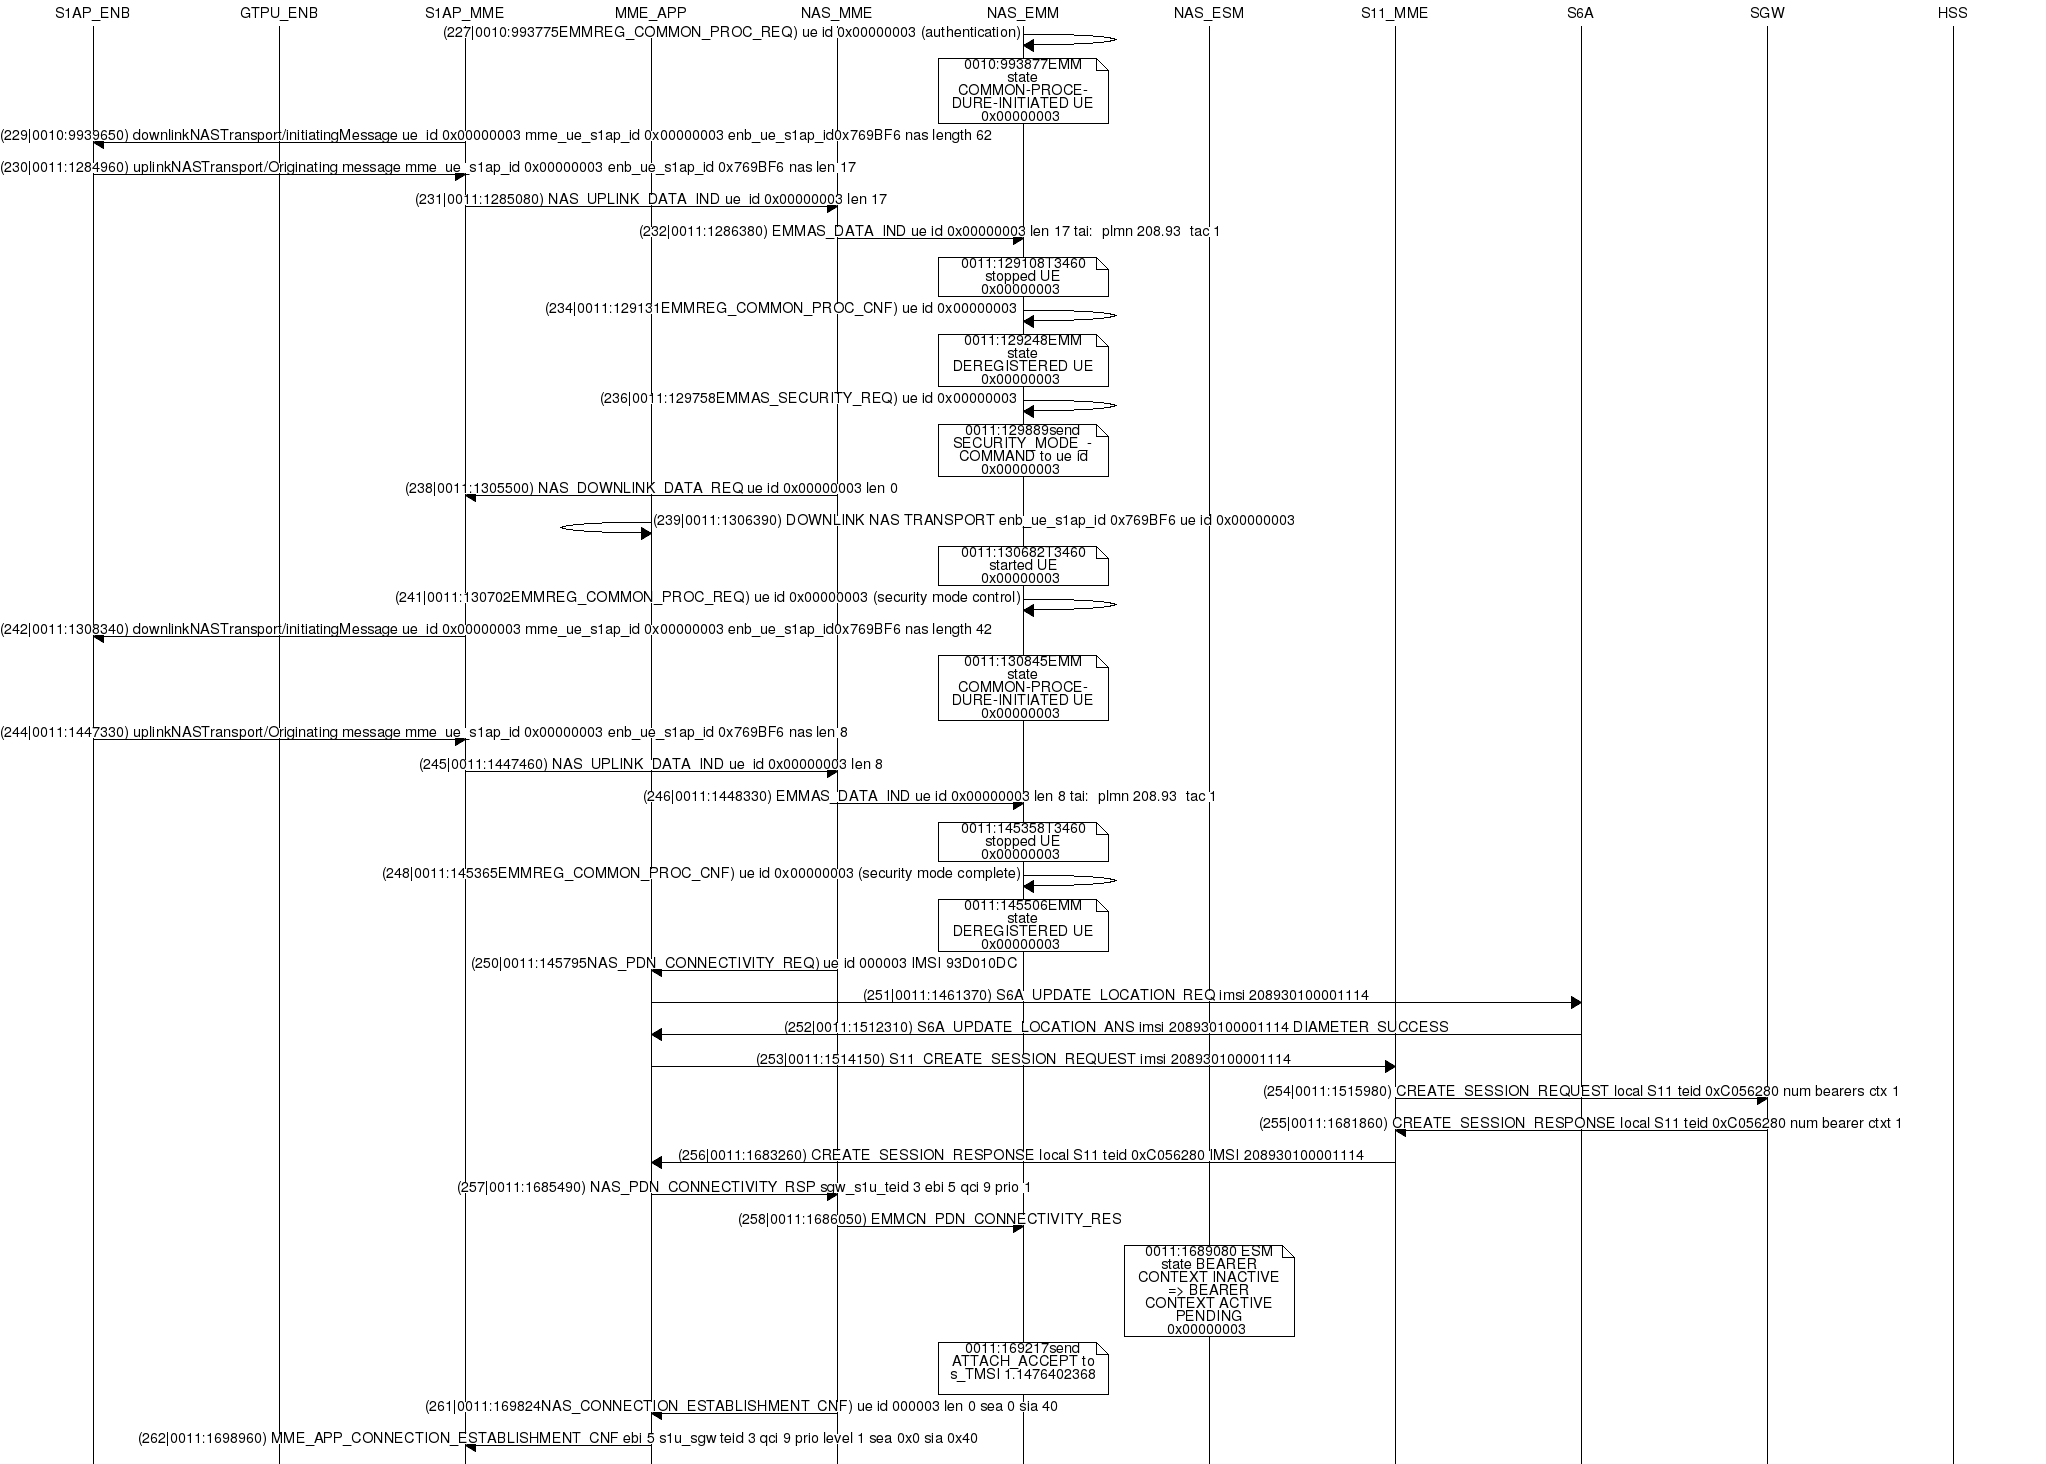 S1AP_ENB GTPU_ENB S1AP_MME MME_APP NAS_MME NAS_EMM NAS_ESM S11_MME S6A SGW HSS
(227|0010:993775EMMREG_COMMON_PROC_REQ) ue id 0x00000003 (authentication)
0010:993877EMM
state
COMMON-PROCE-
DURE-INITIATED UE
0x00000003
(229|0010:9939650) downlinkNASTransport/initiatingMessage ue_id 0x00000003 mme_ue_s1ap_id 0x00000003 enb_ue_s1ap_id0x769BF6 nas length 62
(230|0011:1284960) uplinkNASTransport/Originating message mme_ue_s1ap_id 0x00000003 enb_ue_s1ap_id 0x769BF6 nas len 17
(231|0011:1285080) NAS_UPLINK_DATA_IND ue_id 0x00000003 len 17
(232|0011:1286380) EMMAS_DATA_IND ue id 0x00000003 len 17 tai:  plmn 208.93  tac 1
0011:129108T3460
stopped UE
0x00000003
(234|0011:129131EMMREG_COMMON_PROC_CNF) ue id 0x00000003
0011:129248EMM
state
DEREGISTERED UE
0x00000003
(236|0011:129758EMMAS_SECURITY_REQ) ue id 0x00000003
0011:129889send
SECURITY_MODE_-
COMMAND to ue id
0x00000003
(238|0011:1305500) NAS_DOWNLINK_DATA_REQ ue id 0x00000003 len 0
(239|0011:1306390) DOWNLINK NAS TRANSPORT enb_ue_s1ap_id 0x769BF6 ue id 0x00000003
0011:130682T3460
started UE
0x00000003
(241|0011:130702EMMREG_COMMON_PROC_REQ) ue id 0x00000003 (security mode control)
(242|0011:1308340) downlinkNASTransport/initiatingMessage ue_id 0x00000003 mme_ue_s1ap_id 0x00000003 enb_ue_s1ap_id0x769BF6 nas length 42
0011:130845EMM
state
COMMON-PROCE-
DURE-INITIATED UE
0x00000003
(244|0011:1447330) uplinkNASTransport/Originating message mme_ue_s1ap_id 0x00000003 enb_ue_s1ap_id 0x769BF6 nas len 8
(245|0011:1447460) NAS_UPLINK_DATA_IND ue_id 0x00000003 len 8
(246|0011:1448330) EMMAS_DATA_IND ue id 0x00000003 len 8 tai:  plmn 208.93  tac 1
0011:145358T3460
stopped UE
0x00000003
(248|0011:145365EMMREG_COMMON_PROC_CNF) ue id 0x00000003 (security mode complete)
0011:145506EMM
state
DEREGISTERED UE
0x00000003
(250|0011:145795NAS_PDN_CONNECTIVITY_REQ) ue id 000003 IMSI 93D010DC
(251|0011:1461370) S6A_UPDATE_LOCATION_REQ imsi 208930100001114
(252|0011:1512310) S6A_UPDATE_LOCATION_ANS imsi 208930100001114 DIAMETER_SUCCESS
(253|0011:1514150) S11_CREATE_SESSION_REQUEST imsi 208930100001114
(254|0011:1515980) CREATE_SESSION_REQUEST local S11 teid 0xC056280 num bearers ctx 1
(255|0011:1681860) CREATE_SESSION_RESPONSE local S11 teid 0xC056280 num bearer ctxt 1
(256|0011:1683260) CREATE_SESSION_RESPONSE local S11 teid 0xC056280 IMSI 208930100001114
(257|0011:1685490) NAS_PDN_CONNECTIVITY_RSP sgw_s1u_teid 3 ebi 5 qci 9 prio 1
(258|0011:1686050) EMMCN_PDN_CONNECTIVITY_RES
0011:1689080 ESM
state BEARER
CONTEXT INACTIVE
=> BEARER
CONTEXT ACTIVE
PENDING
0x00000003
0011:169217send
ATTACH_ACCEPT to
s_TMSI 1.1476402368
(261|0011:169824NAS_CONNECTION_ESTABLISHMENT_CNF) ue id 000003 len 0 sea 0 sia 40
(262|0011:1698960) MME_APP_CONNECTION_ESTABLISHMENT_CNF ebi 5 s1u_sgw teid 3 qci 9 prio level 1 sea 0x0 sia 0x40